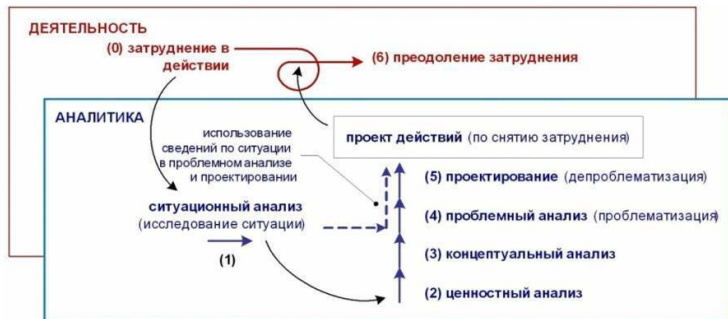 ДЕЯТЕЛЬНОСТЬ
(0) затруднение в
действии
(6) преодоление затруднения
АНАЛИТИКА
использование
сведений по ситуации
в проблемном анализе
и проектировании
проект действий (по снятию затруднения)
(5) проектирование (депроблематизация)
ситуационный анализ
(исследование ситуации)
(1)
(4) проблемный анализ (проблематизация)
(3) концептуальный анализ
(2) ценностный анализ